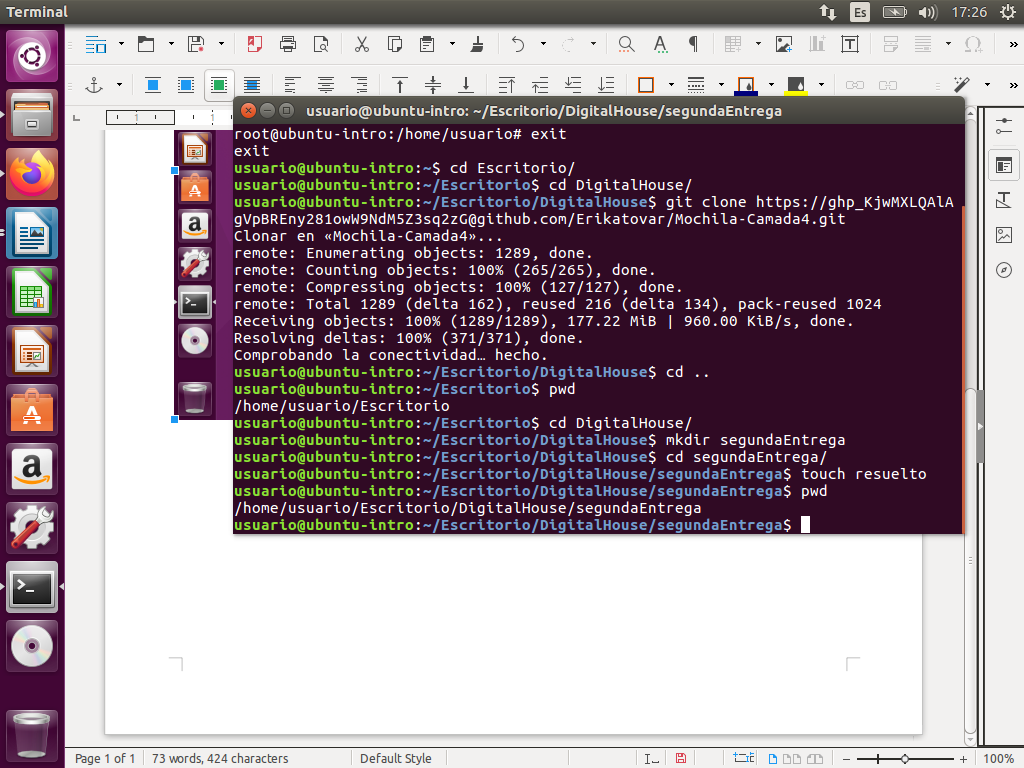 Terminal
Es
17:26
usuario@ubuntu-intro: ~/Escritorio/DigitalHouse/segundaEntrega
root@ubuntu-intro:/home/usuario# exit
exit
usuario@ubuntu-intro:~$ cd Escritorio/
usuario@ubuntu-intro:~/Escritorio$ cd DigitalHouse/
usuario@ubuntu-intro:~/Escritorio/DigitalHouse$ git clone https://[access token omitted]
@github.com/Erikatovar/Mochila-Camada4.git
Clonar en «Mochila-Camada4»...
remote: Enumerating objects: 1289, done.
remote: Counting objects: 100% (265/265), done.
remote: Compressing objects: 100% (127/127), done.
remote: Total 1289 (delta 162), reused 216 (delta 134), pack-reused 1024
Receiving objects: 100% (1289/1289), 177.22 MiB | 960.00 KiB/s, done.
Resolving deltas: 100% (371/371), done.
Comprobando la conectividad… hecho.
usuario@ubuntu-intro:~/Escritorio/DigitalHouse$ cd ..
usuario@ubuntu-intro:~/Escritorio$ pwd
/home/usuario/Escritorio
usuario@ubuntu-intro:~/Escritorio$ cd DigitalHouse/
usuario@ubuntu-intro:~/Escritorio/DigitalHouse$ mkdir segundaEntrega
usuario@ubuntu-intro:~/Escritorio/DigitalHouse$ cd segundaEntrega/
usuario@ubuntu-intro:~/Escritorio/DigitalHouse/segundaEntrega$ touch resuelto
usuario@ubuntu-intro:~/Escritorio/DigitalHouse/segundaEntrega$ pwd
/home/usuario/Escritorio/DigitalHouse/segundaEntrega
usuario@ubuntu-intro:~/Escritorio/DigitalHouse/segundaEntrega$
Page 1 of 1
73 words, 424 characters
Default Style
100%